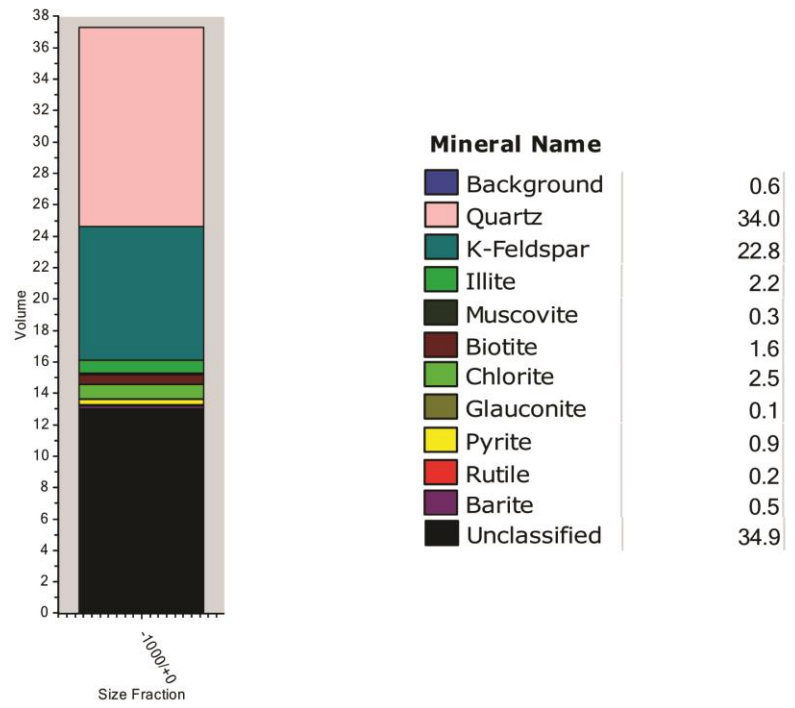 38
36
34
32
30
28
26
24
22
20
18
16
14
12
10
8
6
4
2
0
Volume
-1000/+0
Size Fraction
Mineral Name
Background 0.6
Quartz 34.0
K-Feldspar 22.8
Illite 2.2
Muscovite 0.3
Biotite 1.6
Chlorite 2.5
Glauconite 0.1
Pyrite 0.9
Rutile 0.2
Barite 0.5
Unclassified 34.9